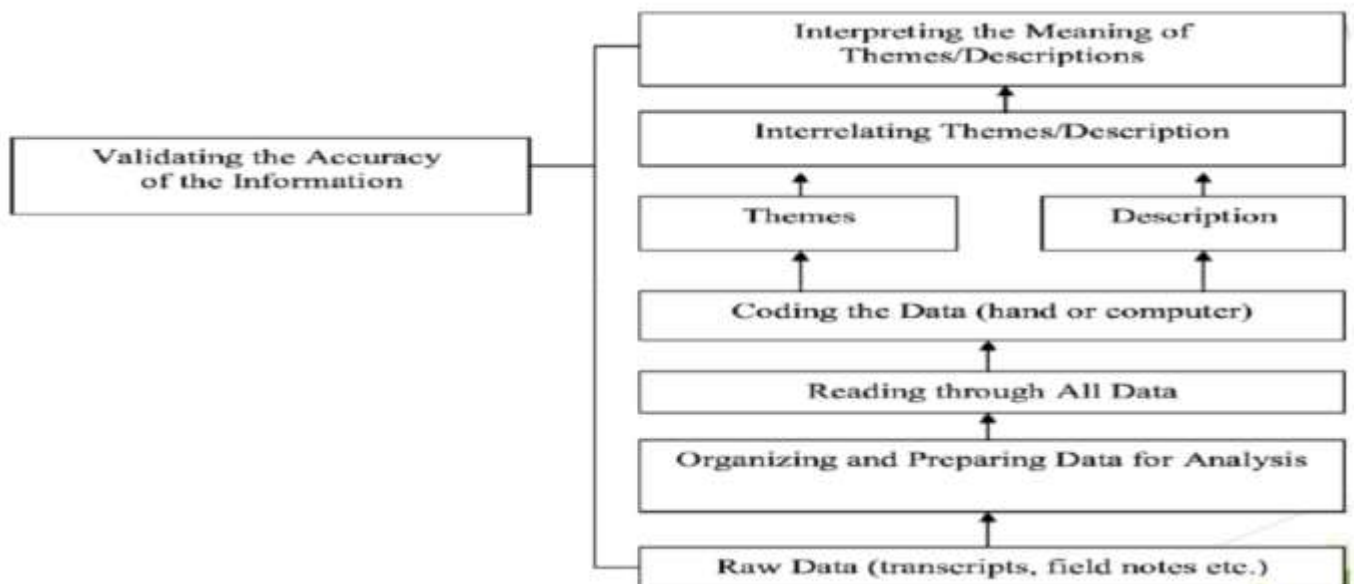 Interpreting the Meaning of
Themes/Descriptions
Interrelating Themes/Description
Validating the Accuracy
of the Information
Themes
Description
Coding the Data (hand or computer)
Reading through All Data
Organizing and Preparing Data for Analysis
Raw Data (transcripts, field notes etc.)